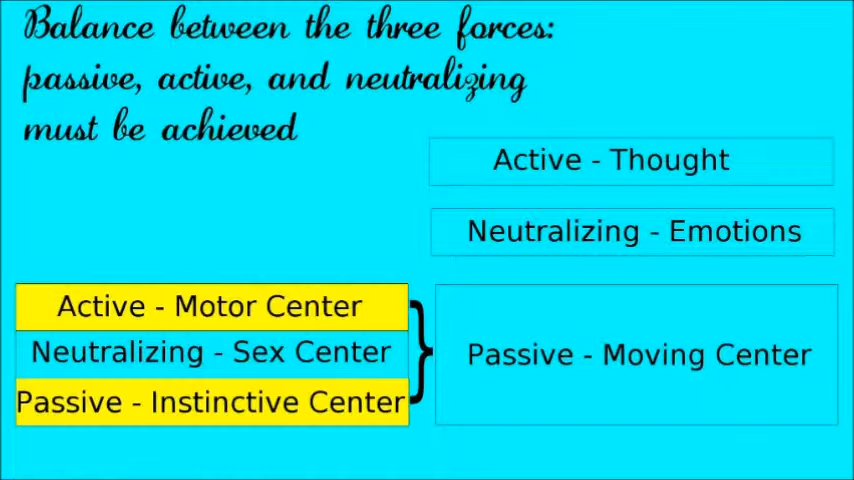 Balance between the three forces:
passive, active, and neutralizing
must be achieved
Active - Thought
Neutralizing - Emotions
Active - Motor Center
Neutralizing - Sex Center
Passive - Instinctive Center
}
Passive - Moving Center